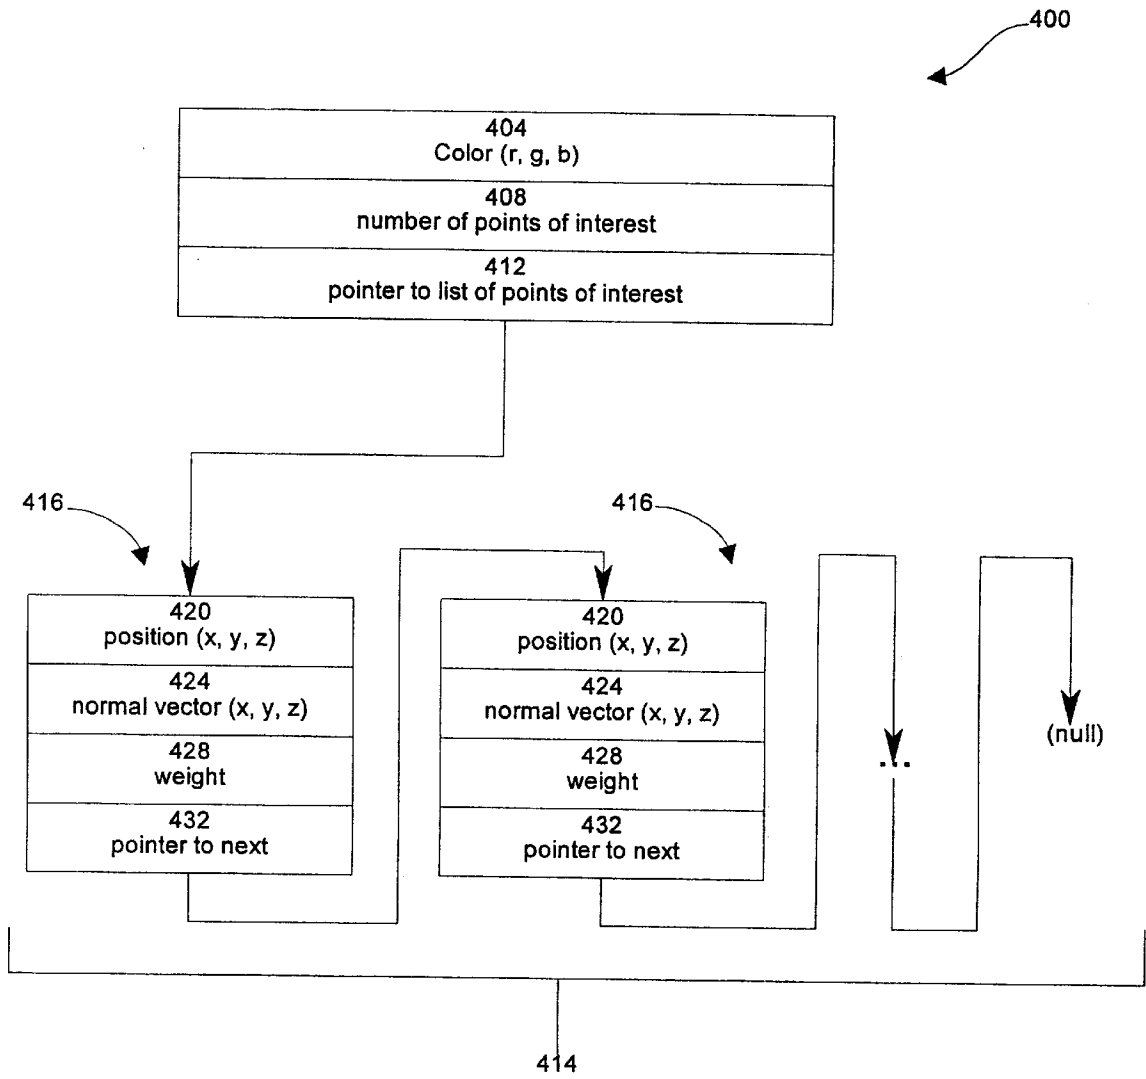 400
404
Color (r, g, b)
408
number of points of interest
412
pointer to list of points of interest
416
416
420
position (x, y, z)
424
normal vector (x, y, z)
428
weight
432
pointer to next
420
position (x, y, z)
424
normal vector (x, y, z)
428
weight
432
pointer to next
...
(null)
414